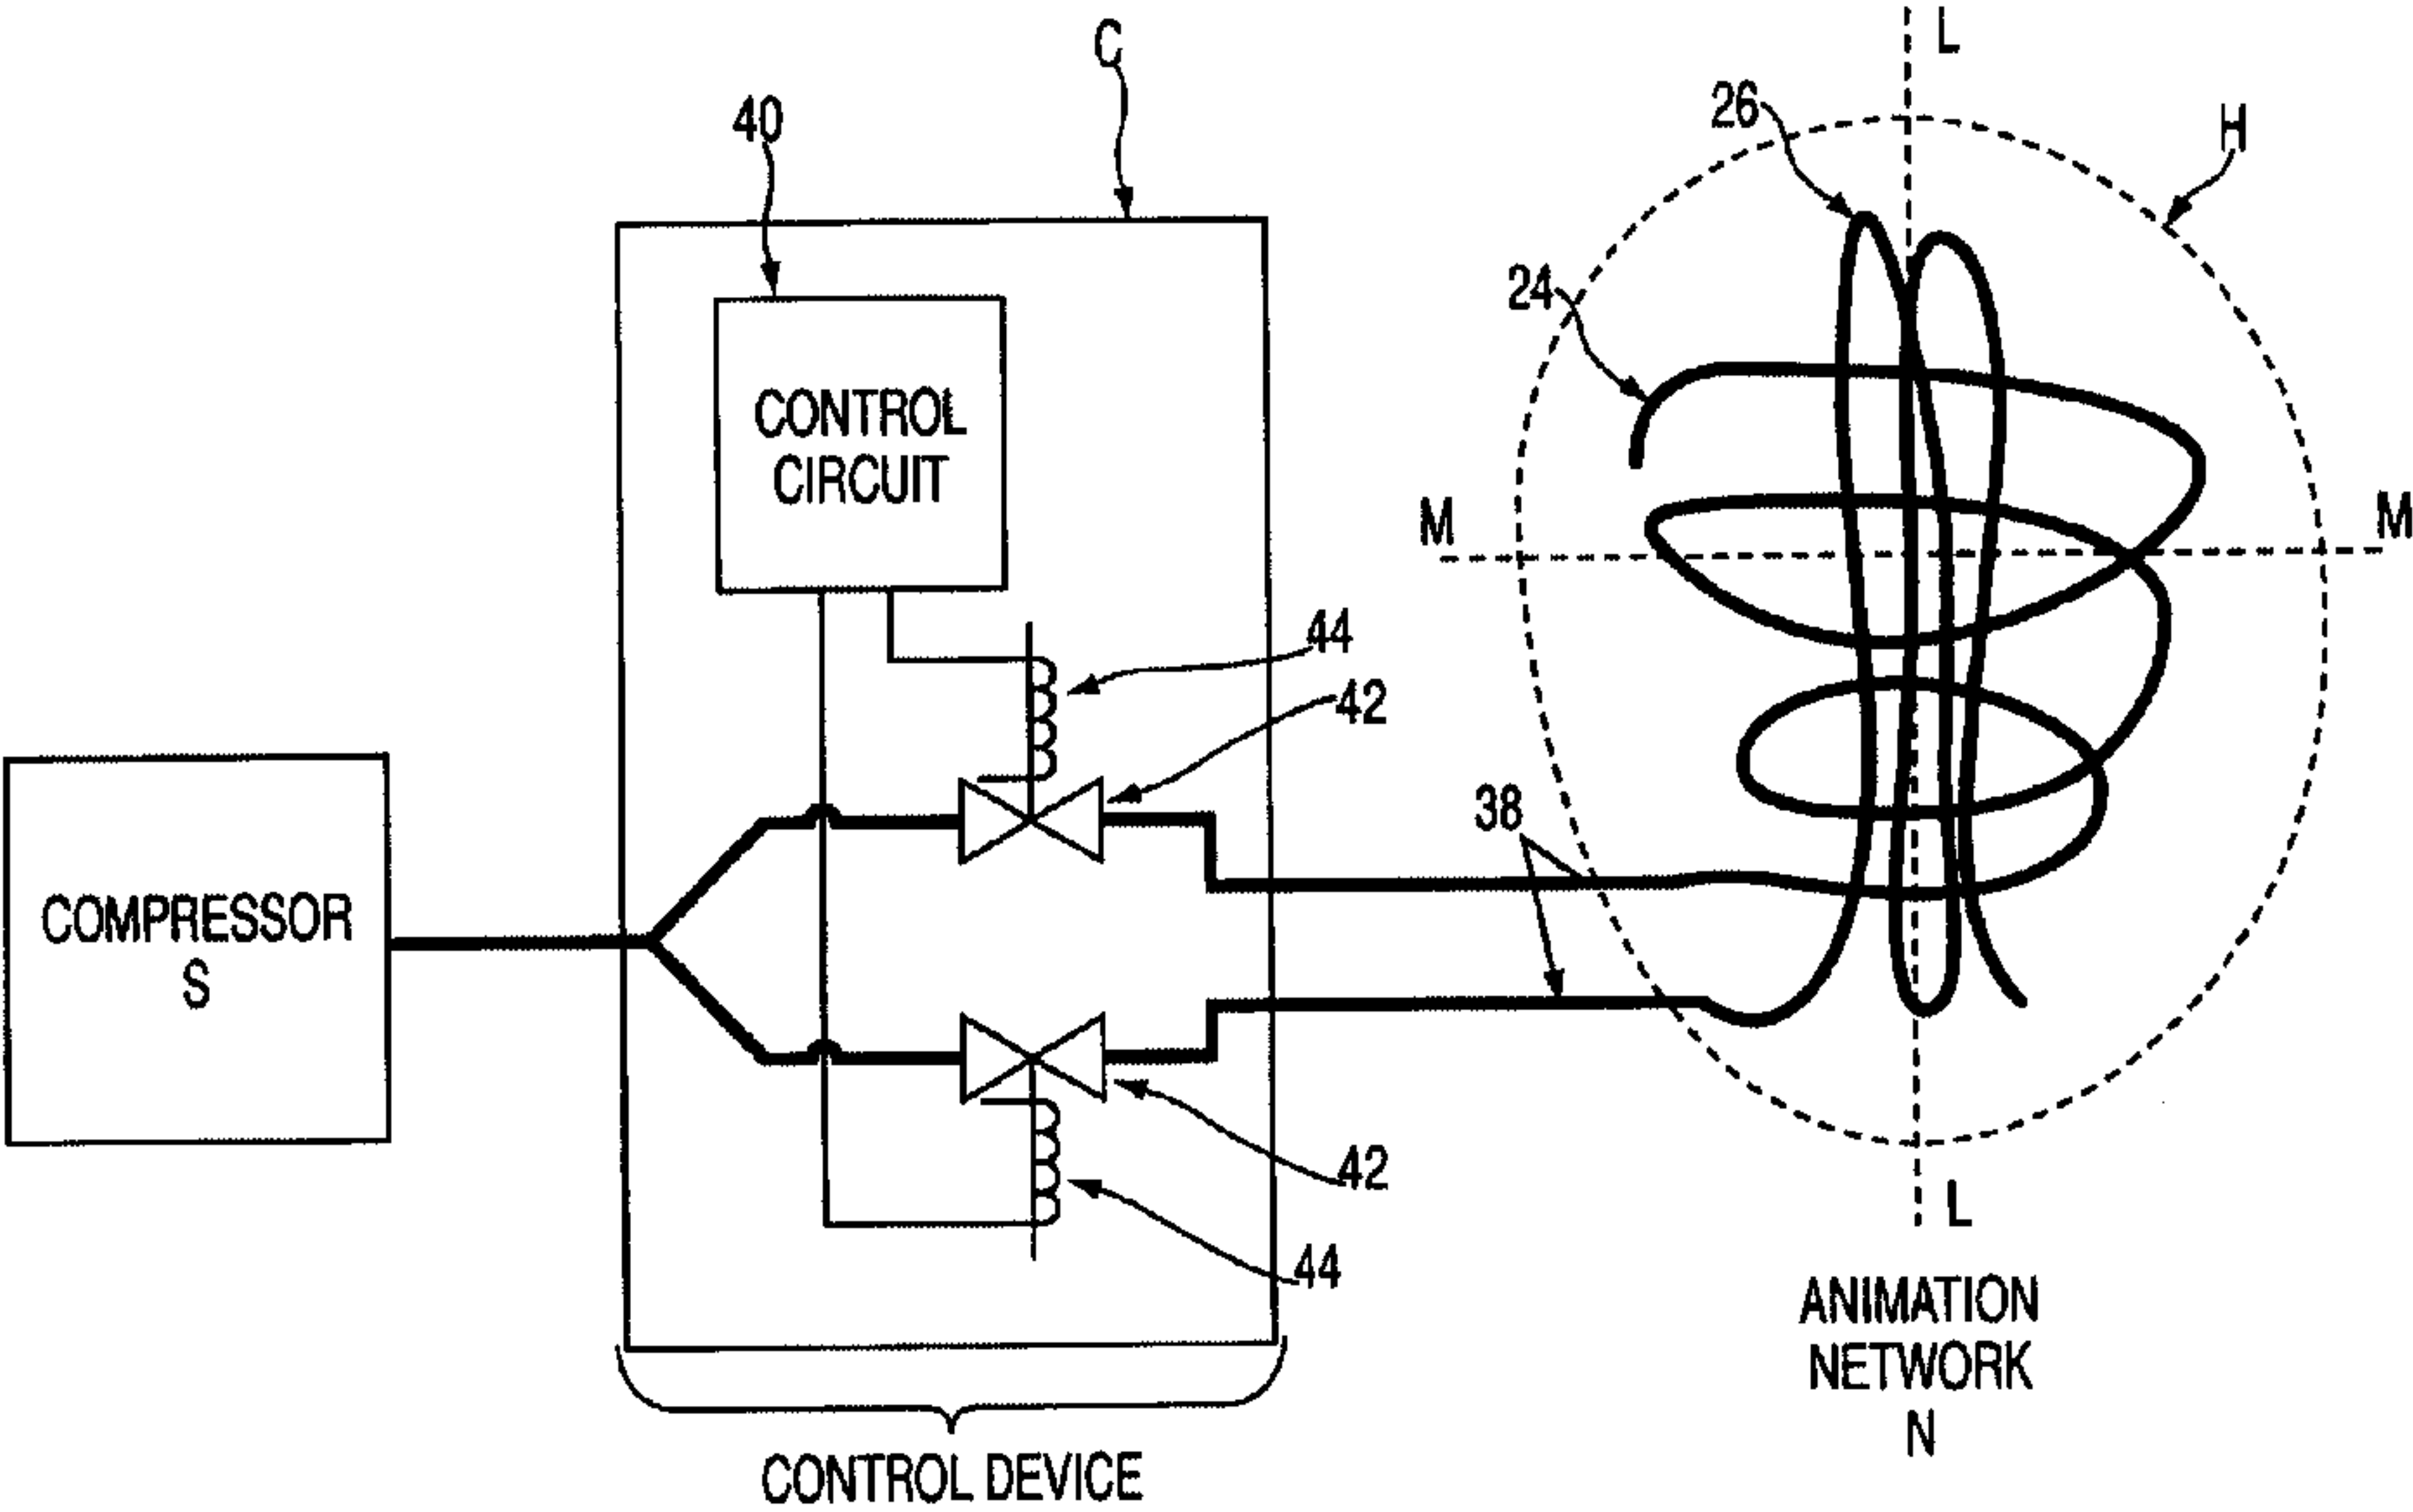 C
L
40
26
H
24
CONTROL
CIRCUIT
M
M
44
42
38
COMPRESSOR
S
42
44
L
ANIMATION
NETWORK
N
CONTROL DEVICE